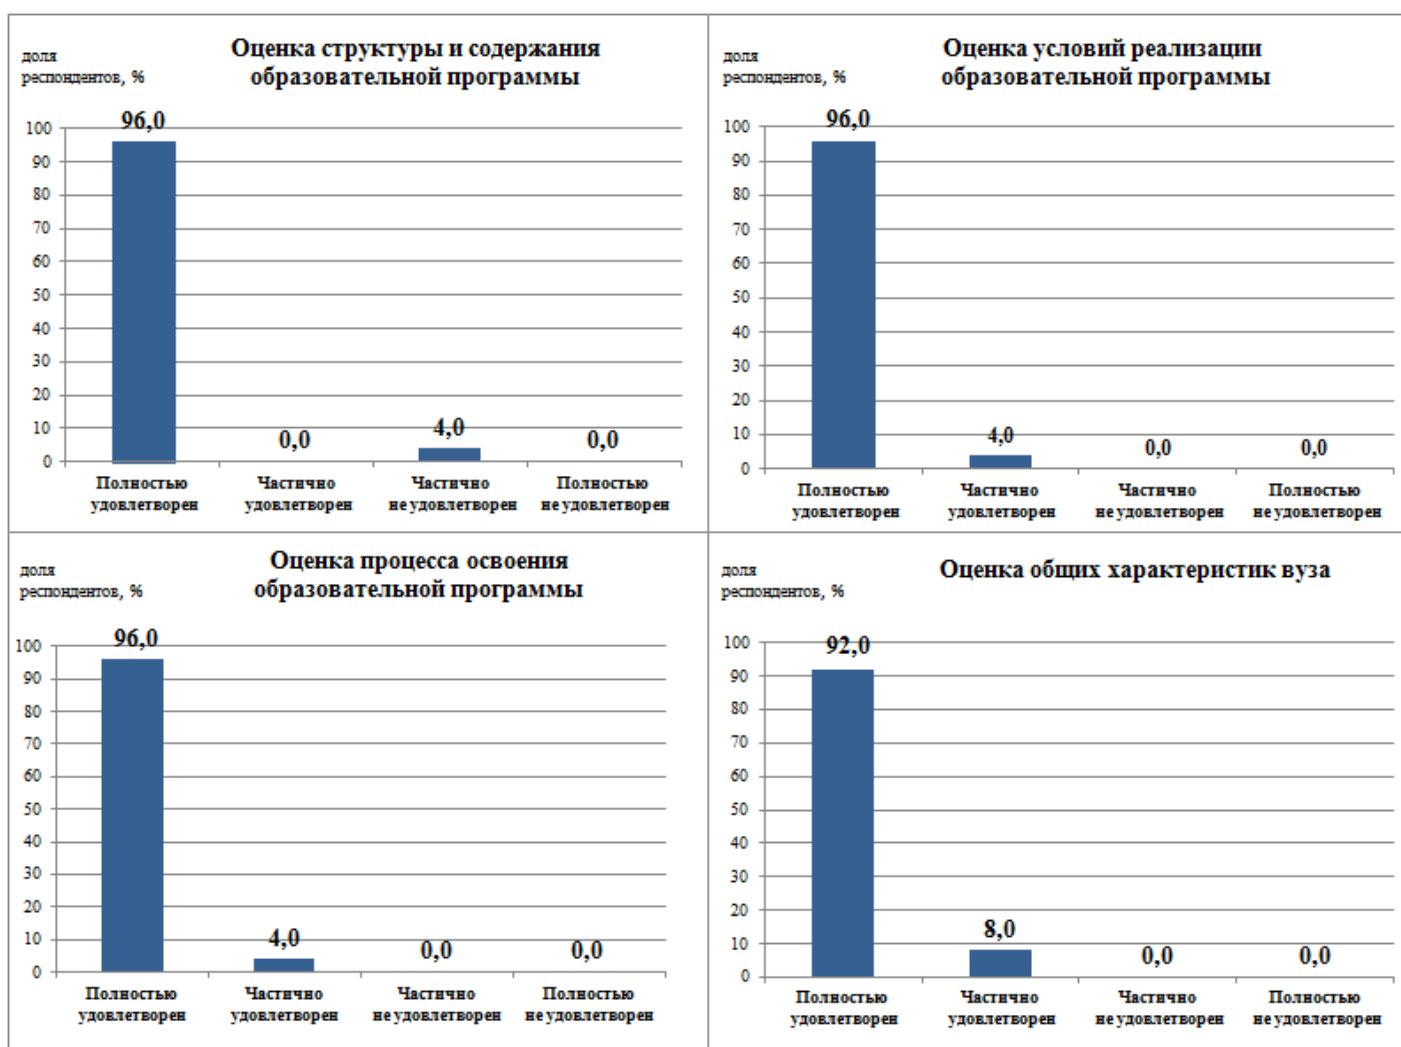 доля
респондентов, %
Оценка структуры и содержания
образовательной программы
96,0
100
90
80
70
60
50
40
30
20
10
0
0,0
4,0
0,0
Полностью
удовлетворен
Частично
удовлетворен
Частично
не удовлетворен
Полностью
не удовлетворен
доля
респондентов, %
Оценка условий реализации
образовательной программы
96,0
100
90
80
70
60
50
40
30
20
10
0
4,0
0,0
0,0
Полностью
удовлетворен
Частично
удовлетворен
Частично
не удовлетворен
Полностью
не удовлетворен
доля
респондентов, %
Оценка процесса освоения
образовательной программы
96,0
100
90
80
70
60
50
40
30
20
10
0
4,0
0,0
0,0
Полностью
удовлетворен
Частично
удовлетворен
Частично
не удовлетворен
Полностью
не удовлетворен
доля
респондентов, %
Оценка общих характеристик вуза
92,0
100
90
80
70
60
50
40
30
20
10
0
8,0
0,0
0,0
Полностью
удовлетворен
Частично
удовлетворен
Частично
не удовлетворен
Полностью
не удовлетворен